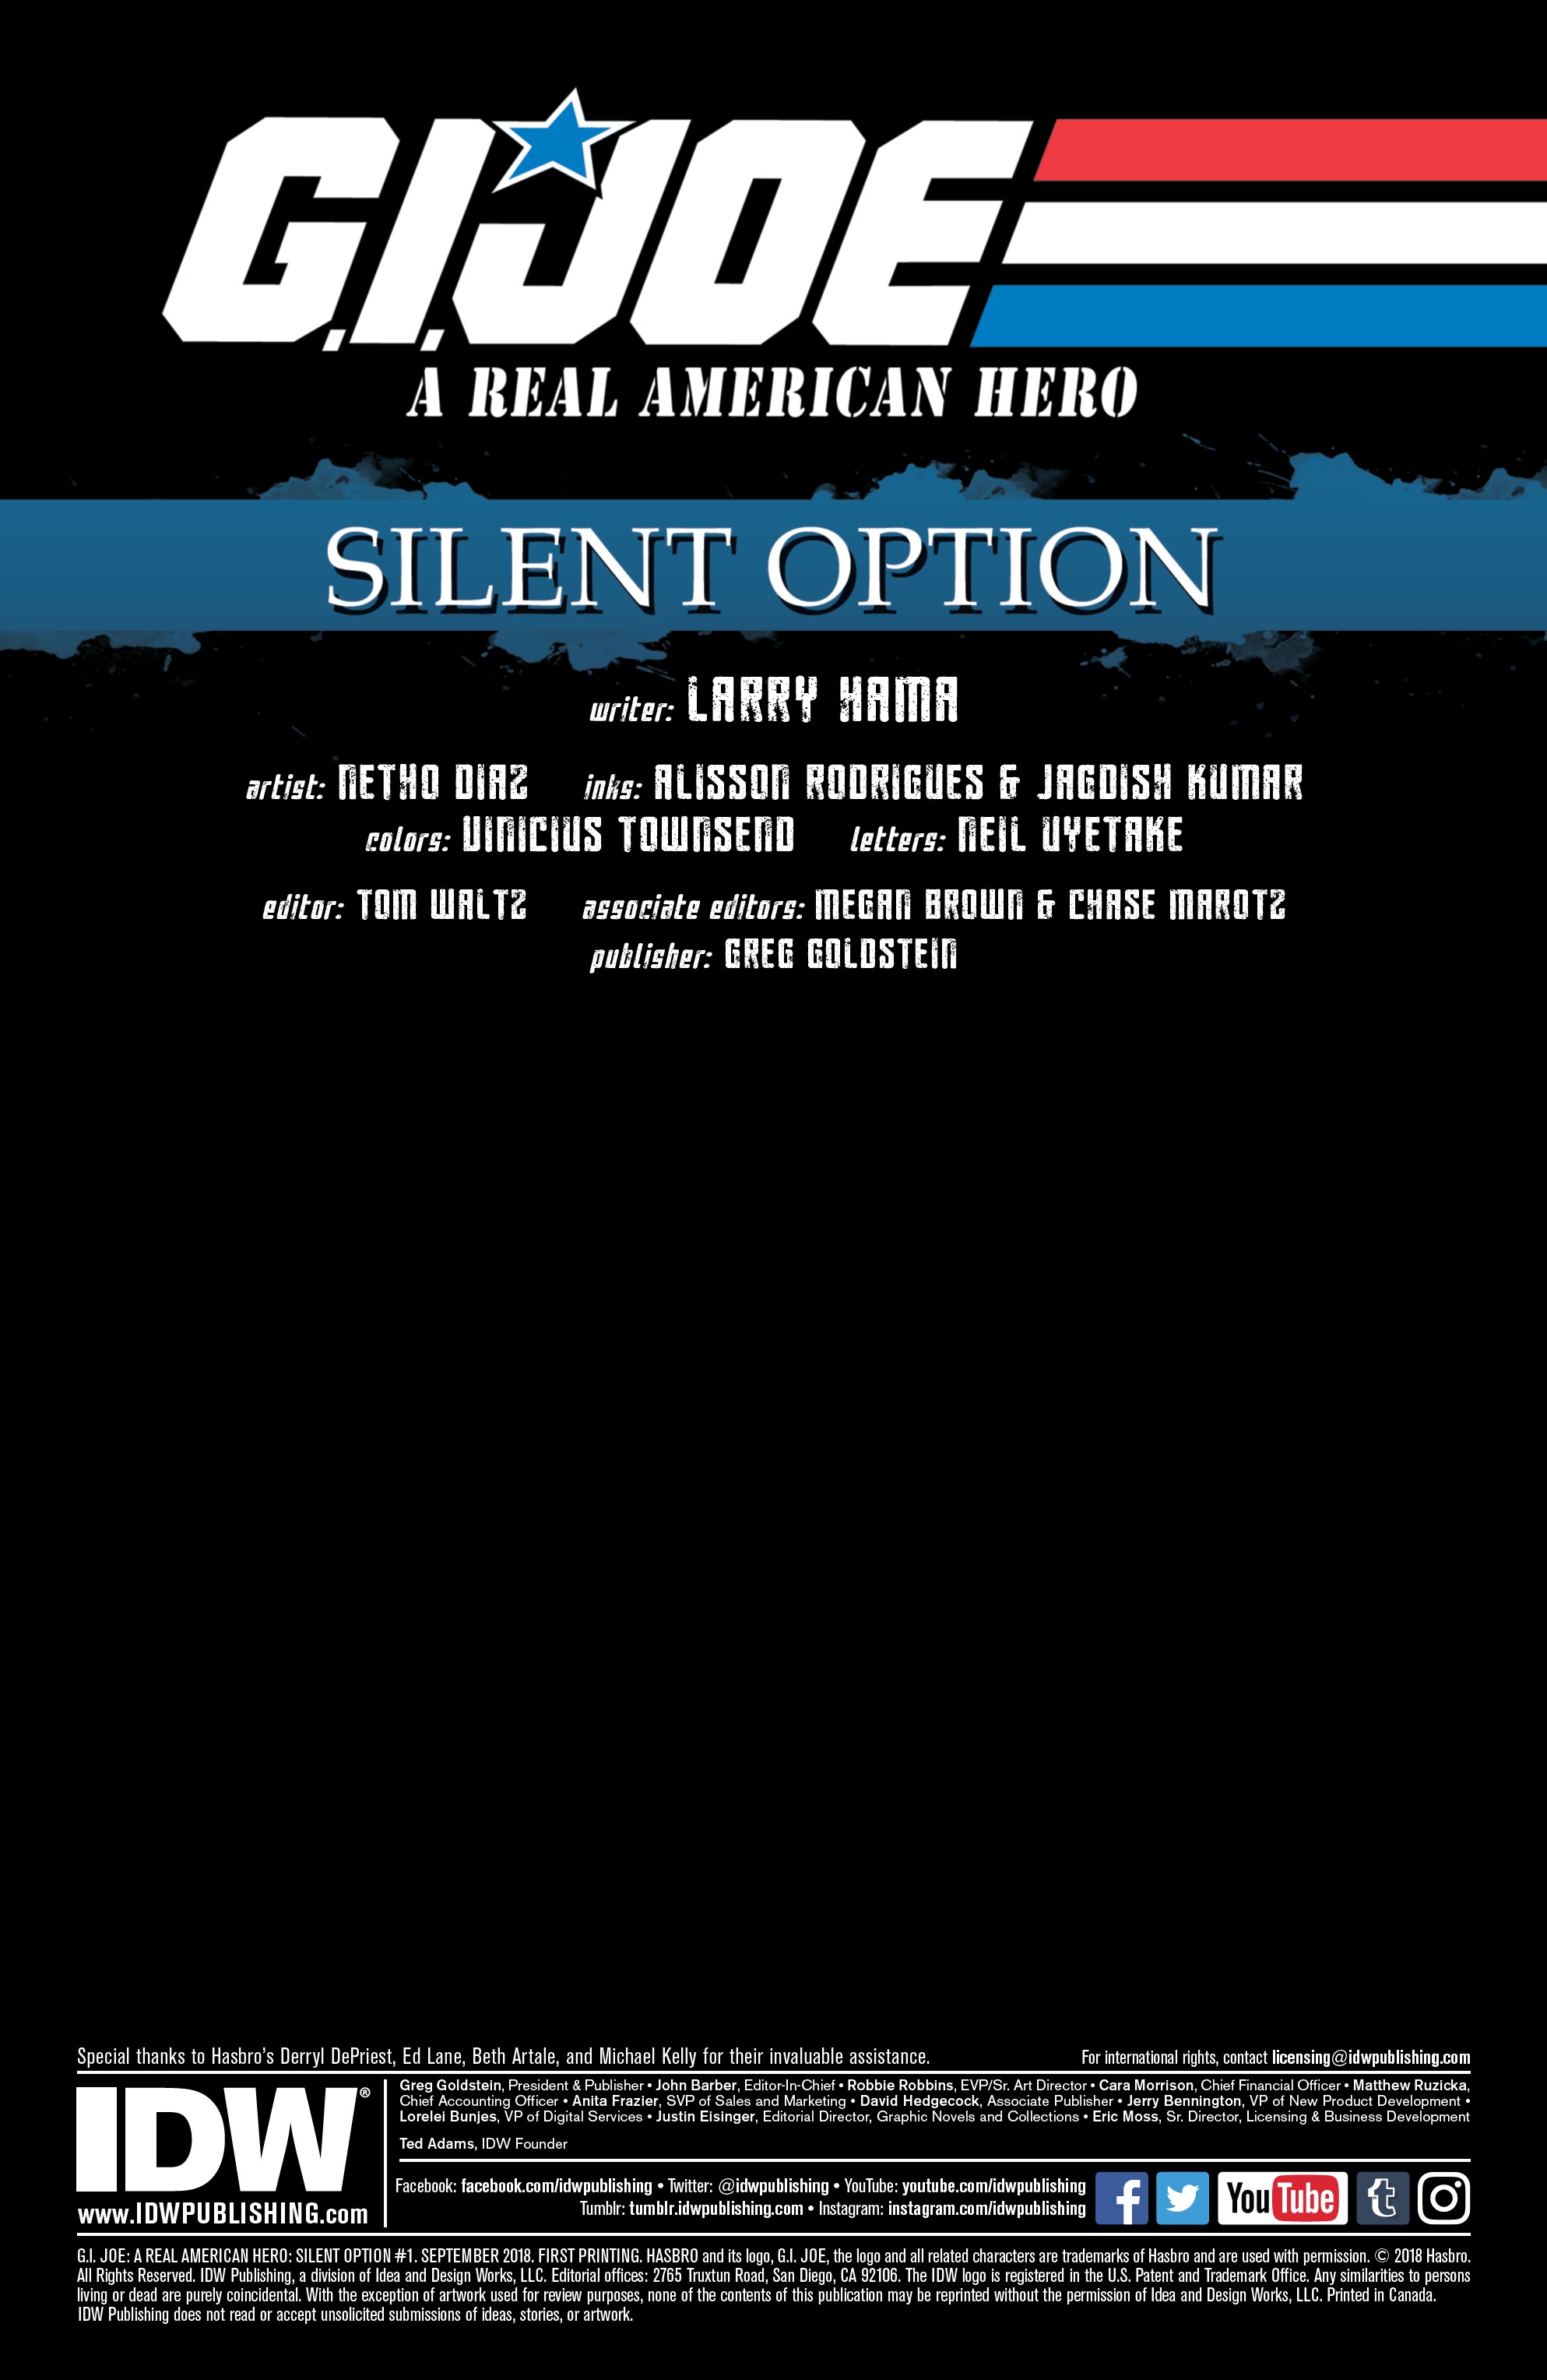 G.I. JOE
A REAL AMERICAN HERO
SILENT OPTION
writer: LARRY HAMA
artist: NETHO DIAZ inks: ALISSON RODRIGUES & JAGDISH KUMAR
colors: VINICIUS TOWNSEND letters: NEIL UYETAKE
editor: TOM WALTZ associate editors: MEGAN BROWN & CHASE MAROTZ
publisher: GREG GOLDSTEIN
Special thanks to Hasbro’s Derryl DePriest, Ed Lane, Beth Artale, and Michael Kelly for their invaluable assistance.
For international rights, contact licensing@idwpublishing.com
IDW®
www.IDWPUBLISHING.com
Greg Goldstein, President & Publisher • John Barber, Editor-In-Chief • Robbie Robbins, EVP/Sr. Art Director • Cara Morrison, Chief Financial Officer • Matthew Ruzicka,
Chief Accounting Officer • Anita Frazier, SVP of Sales and Marketing • David Hedgecock, Associate Publisher • Jerry Bennington, VP of New Product Development •
Lorelei Bunjes, VP of Digital Services • Justin Eisinger, Editorial Director, Graphic Novels and Collections • Eric Moss, Sr. Director, Licensing & Business Development
Ted Adams, IDW Founder
Facebook: facebook.com/idwpublishing • Twitter: @idwpublishing • YouTube: youtube.com/idwpublishing
Tumblr: tumblr.idwpublishing.com • Instagram: instagram.com/idwpublishing
f YouTube t
G.I. JOE: A REAL AMERICAN HERO: SILENT OPTION #1. SEPTEMBER 2018. FIRST PRINTING. HASBRO and its logo, G.I. JOE, the logo and all related characters are trademarks of Hasbro and are used with permission. © 2018 Hasbro.
All Rights Reserved. IDW Publishing, a division of Idea and Design Works, LLC. Editorial offices: 2765 Truxtun Road, San Diego, CA 92106. The IDW logo is registered in the U.S. Patent and Trademark Office. Any similarities to persons
living or dead are purely coincidental. With the exception of artwork used for review purposes, none of the contents of this publication may be reprinted without the permission of Idea and Design Works, LLC. Printed in Canada.
IDW Publishing does not read or accept unsolicited submissions of ideas, stories, or artwork.